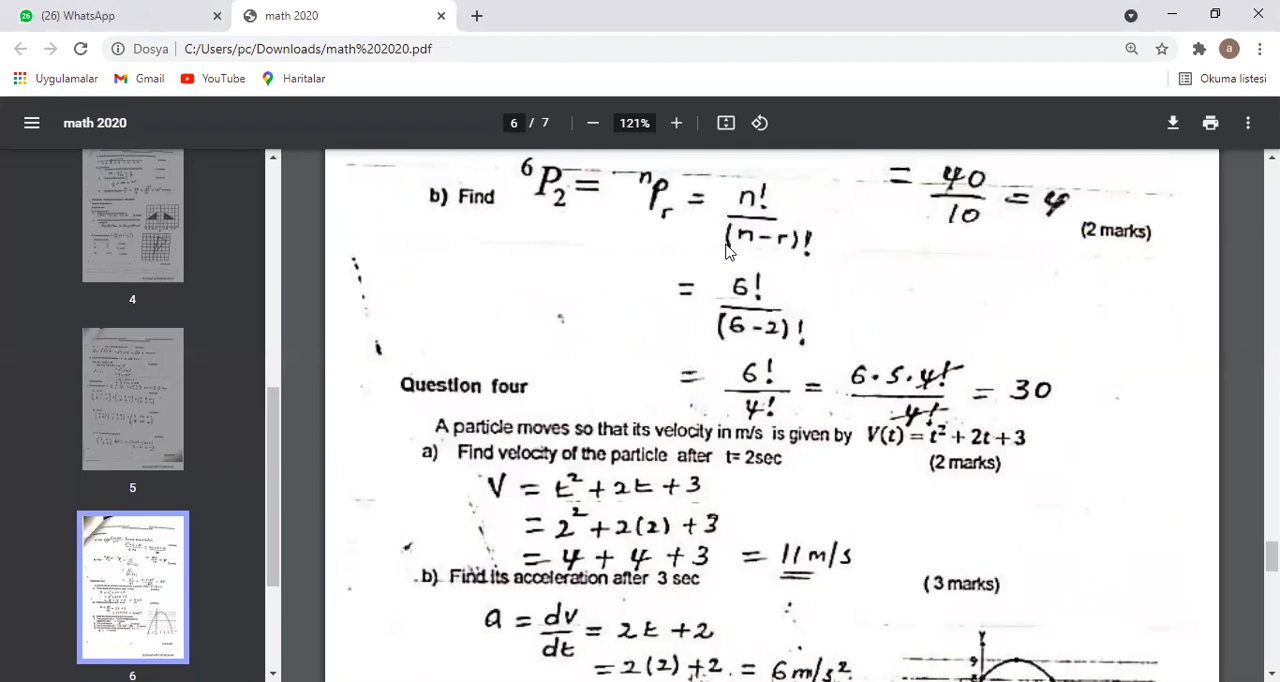 (26) WhatsApp
math 2020
Dosya C:/Users/pc/Downloads/math%202020.pdf
a
Uygulamalar Gmail YouTube Haritalar Okuma listesi
math 2020 6 / 7 121%
4
5
6
b) Find ⁶P₂ = ⁿPᵣ = n!/(n-r)! = 40/10 = 4
(2 marks)
= 6!/(6-2)!
= 6!/4! = 6·5·4!/4! = 30
Question four
A particle moves so that its velocity in m/s is given by V(t) = t² + 2t + 3
a) Find velocity of the particle after t= 2sec (2 marks)
V = t² + 2t + 3
= 2² + 2(2) + 3
= 4 + 4 + 3 = 11 m/s
b) Find its acceleration after 3 sec (3 marks)
a = dv/dt = 2t + 2
= 2(2) + 2 = 6 m/s²
y
9